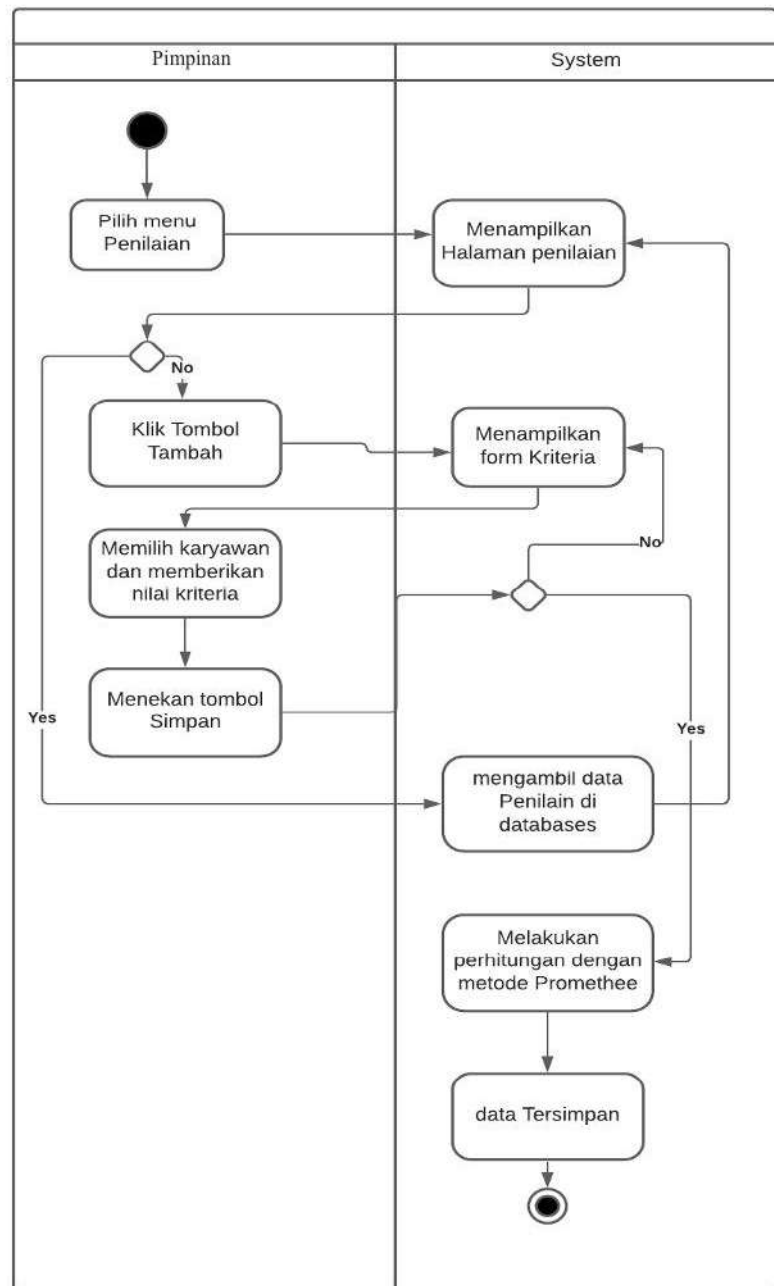 Pimpinan
System
Pilih menu
Penilaian
Menampilkan
Halaman penilaian
No
Klik Tombol
Tambah
Menampilkan
form Kriteria
Memilih karyawan
dan memberikan
nilai kriteria
No
Menekan tombol
Simpan
Yes
Yes
mengambil data
Penilain di
databases
Melakukan
perhitungan dengan
metode Promethee
data Tersimpan